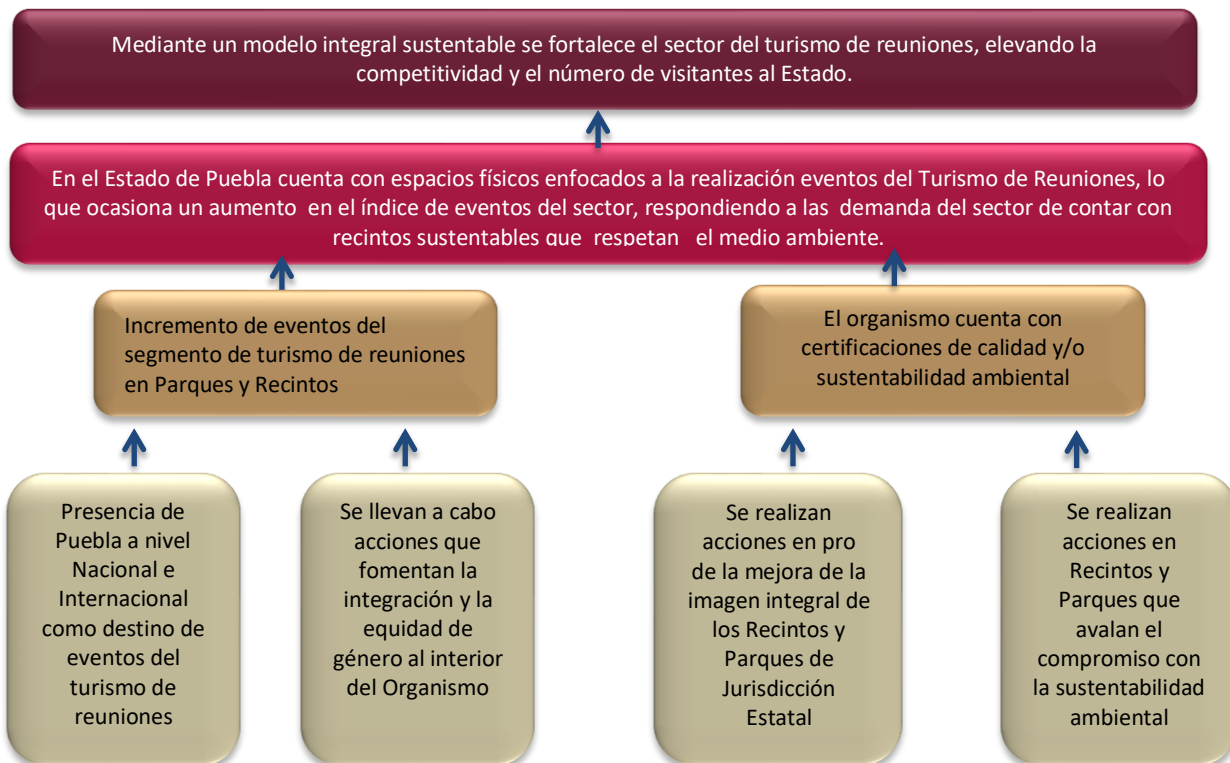 Mediante un modelo integral sustentable se fortalece el sector del turismo de reuniones, elevando la
competitividad y el número de visitantes al Estado.
En el Estado de Puebla cuenta con espacios físicos enfocados a la realización eventos del Turismo de Reuniones, lo
que ocasiona un aumento en el índice de eventos del sector, respondiendo a las demanda del sector de contar con
recintos sustentables que respetan el medio ambiente.
Incremento de eventos del
segmento de turismo de reuniones
en Parques y Recintos
El organismo cuenta con
certificaciones de calidad y/o
sustentabilidad ambiental
Presencia de
Puebla a nivel
Nacional e
Internacional
como destino de
eventos del
turismo de
reuniones
Se llevan a cabo
acciones que
fomentan la
integración y la
equidad de
género al interior
del Organismo
Se realizan
acciones en pro
de la mejora de la
imagen integral de
los Recintos y
Parques de
Jurisdicción
Estatal
Se realizan
acciones en
Recintos y
Parques que
avalan el
compromiso con
la sustentabilidad
ambiental